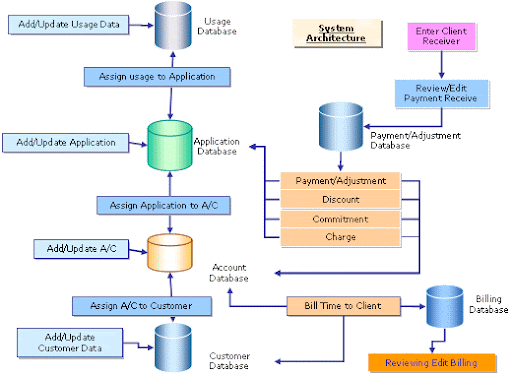 Add/Update Usage Data
Usage
Database
System
Architecture
Enter Client
Receiver
Assign usage to Application
Review/Edit
Payment Receive
Add/Update Application
Application
Database
Payment/Adjustment
Database
Payment/Adjustment
Discount
Commitment
Charge
Assign Application to A/C
Add/Update A/C
Account
Database
Assign A/C to Customer
Bill Time to Client
Billing
Database
Add/Update
Customer Data
Customer
Database
Reviewing Edit Billing